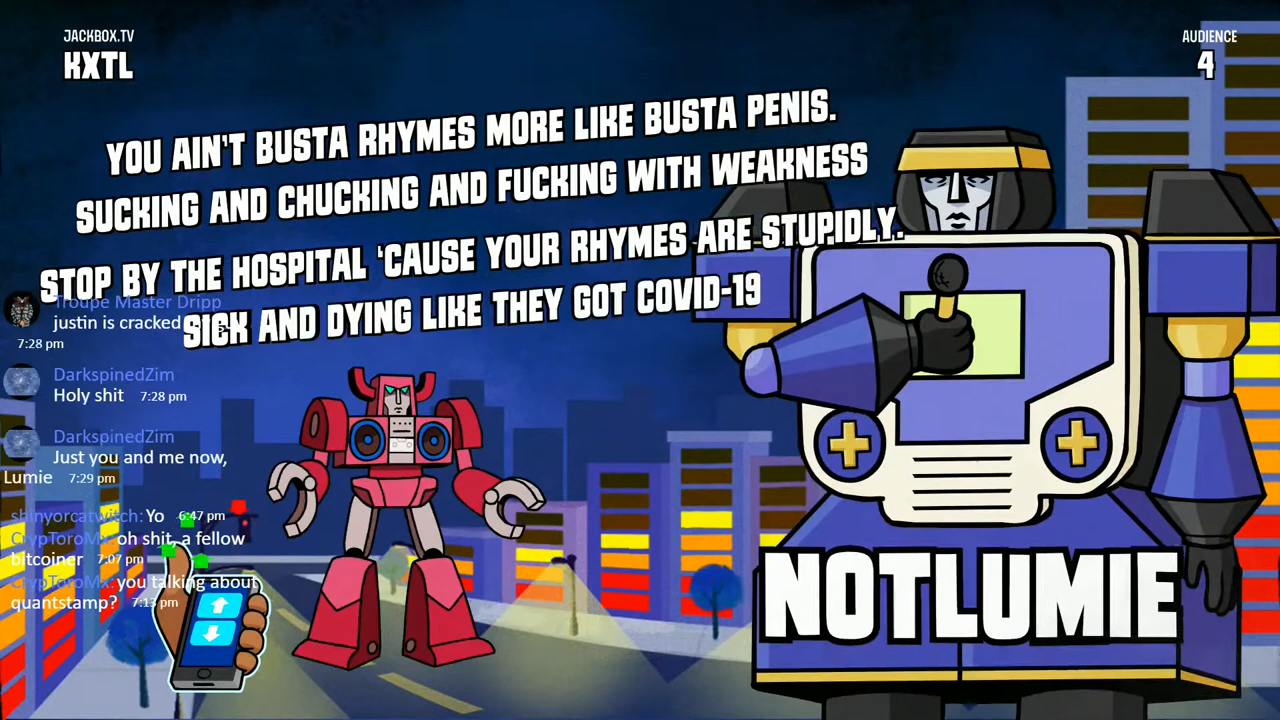 JACKBOX.TV
KXTL
AUDIENCE
4
YOU AIN'T BUSTA RHYMES MORE LIKE BUSTA PENIS.
SUCKING AND CHUCKING AND FUCKING WITH WEAKNESS
STOP BY THE HOSPITAL 'CAUSE YOUR RHYMES ARE STUPIDLY.
SICK AND DYING LIKE THEY GOT COVID-19
Troupe Master Dripp
justin is cracked
7:28 pm
DarkspinedZim
Holy shit 7:28 pm
DarkspinedZim
Just you and me now,
Lumie 7:29 pm
shinyorcatwitch: Yo 6:47 pm
CrypToroMx: oh shit, a fellow
bitcoiner 7:07 pm
CrypToroMx: you talking about
quantstamp? 7:13 pm
NOTLUMIE